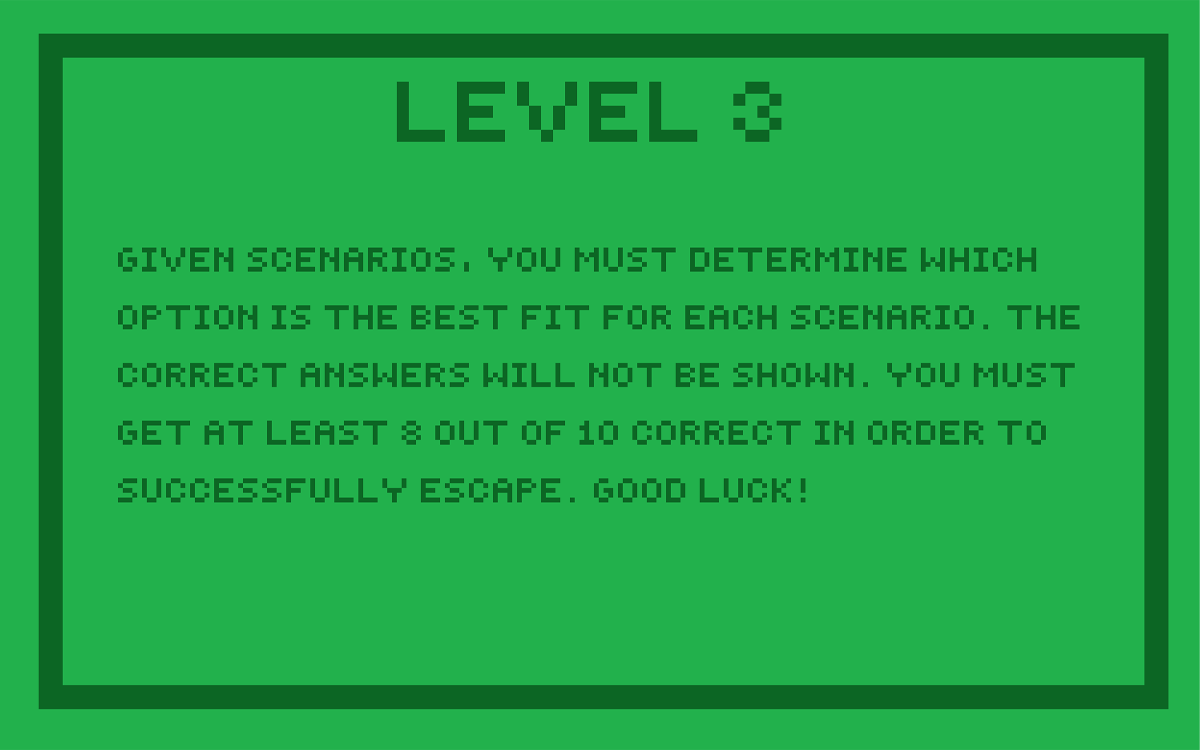 LEVEL 3
GIVEN SCENARIOS, YOU MUST DETERMINE WHICH
OPTION IS THE BEST FIT FOR EACH SCENARIO. THE
CORRECT ANSWERS WILL NOT BE SHOWN. YOU MUST
GET AT LEAST 8 OUT OF 10 CORRECT IN ORDER TO
SUCCESSFULLY ESCAPE. GOOD LUCK!